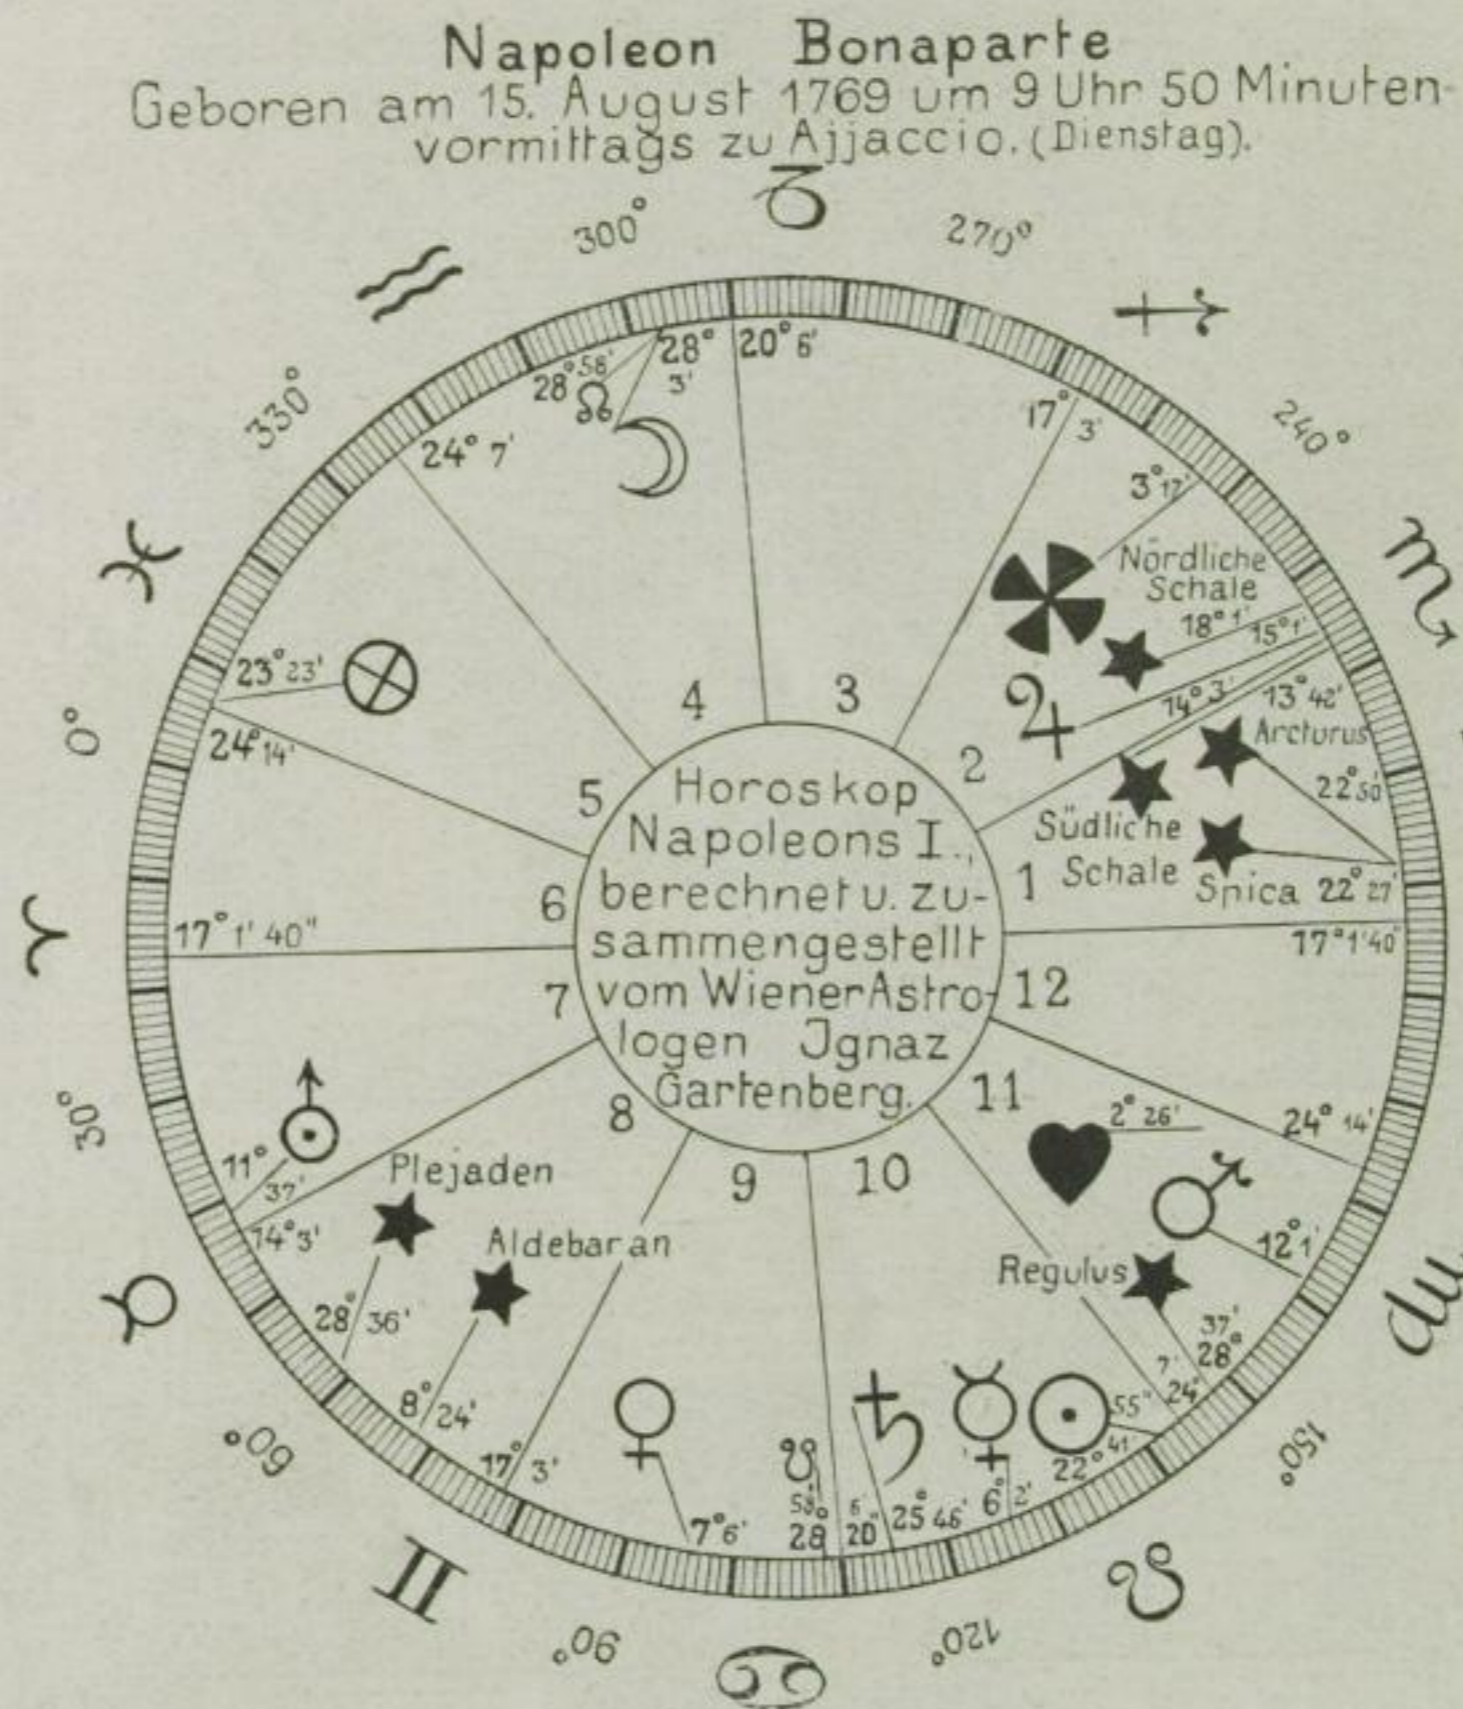 Napoleon Bonaparte
Geboren am 15. August 1769 um 9 Uhr 50 Minuten
vormittags zu Ajjaccio. (Dienstag).
300°
270°
330°
240°
0°
30°
60°
90°
120°
150°
28° 58'
28° 3'
20° 6'
17° 3'
24° 7'
3° 17'
Nördliche
Schale
18° 1'
15° 1'
14° 3'
13° 42'
Arcturus
22° 50'
Südliche
Schale
Spica 22° 27'
23° 23'
24° 14'
17° 1' 40"
17° 1' 40"
4
3
5
2
6
1
7
12
8
11
9
10
Horoskop
Napoleons I.,
berechnet u. zu-
sammengestellt
vom Wiener Astro-
logen Jgnaz
Gartenberg.
11° 37'
14° 3'
Plejaden
28° 36'
Aldebaran
8° 24'
17° 3'
7° 6'
58'
28°
6'
20°
25° 46'
6° 2'
22° 41' 55"
7'
24°
37'
28°
Regulus
12° 1'
2° 26'
24° 14'